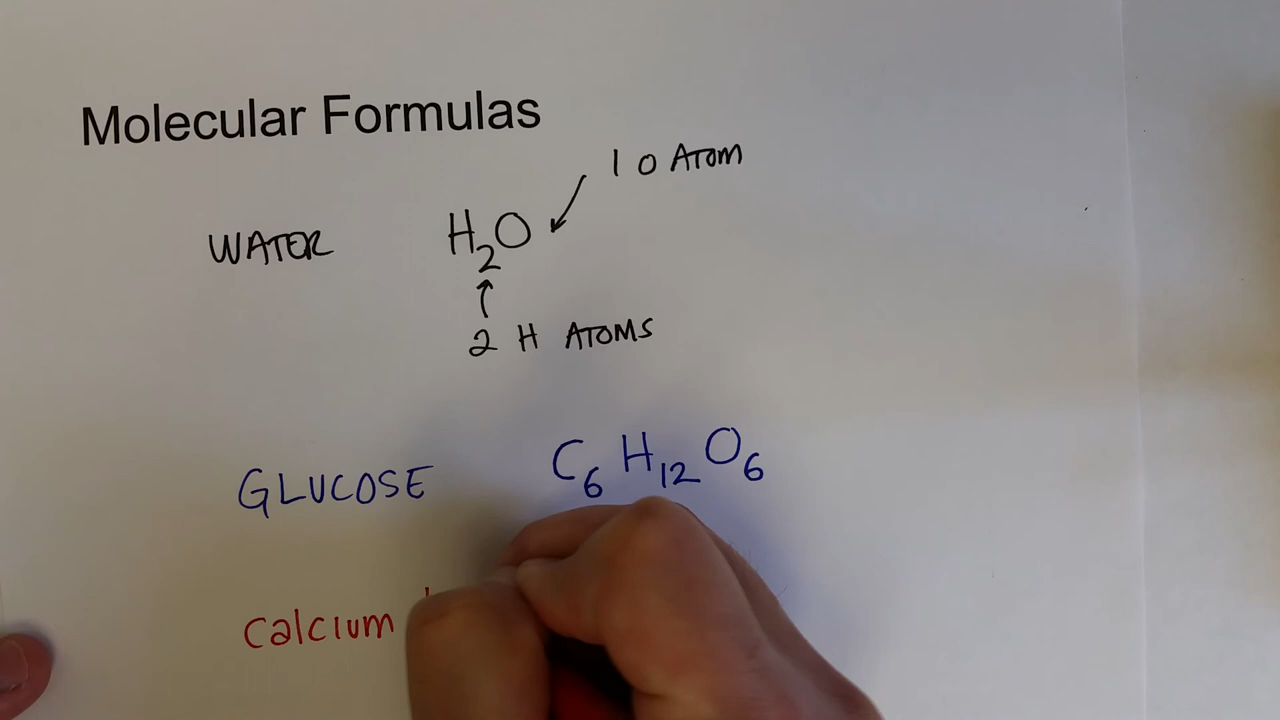 Molecular Formulas
1 O ATOM
WATER H₂O
2 H ATOMS
GLUCOSE C₆H₁₂O₆
Calcium